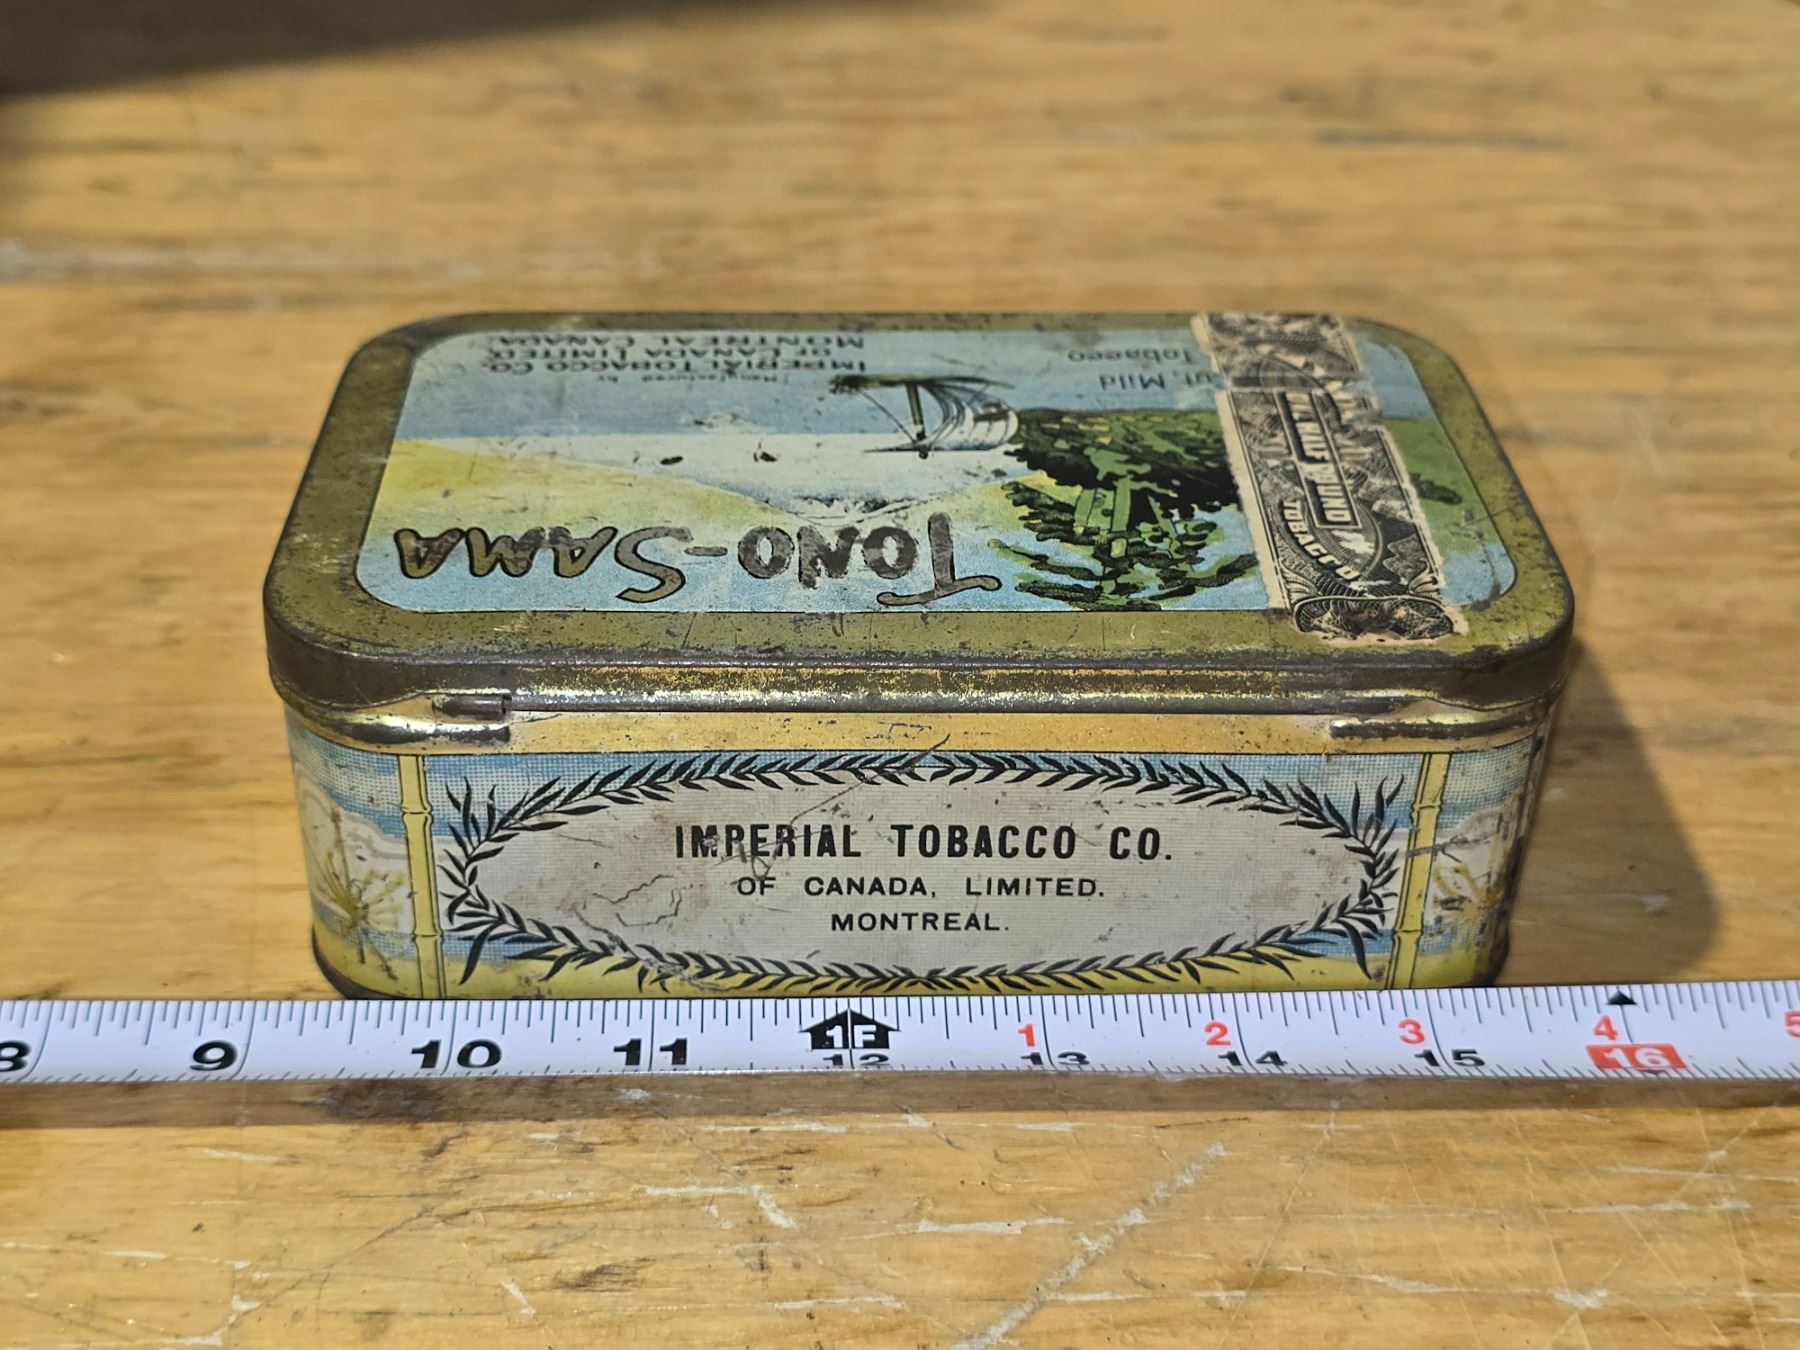 TONO-SAMA
Cut, Mild
Tobacco
Manufactured by
IMPERIAL TOBACCO CO.
OF CANADA LIMITED,
MONTREAL CANADA.
TOBACCO
HALF POUND
IMPERIAL TOBACCO CO.
OF CANADA, LIMITED.
MONTREAL.
8 9 10 11 1F 12 1 13 2 14 3 15 4 16 5